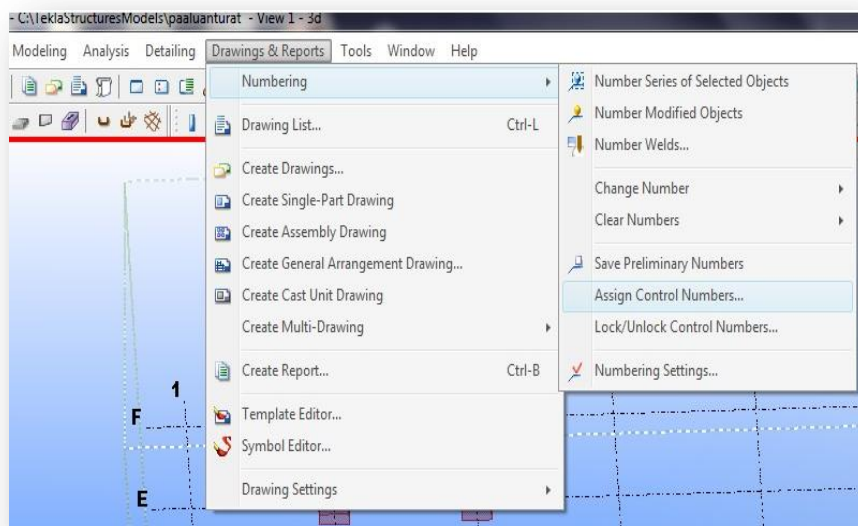 - C:\TeklaStructuresModels\paaluanturat - View 1 - 3d
Modeling Analysis Detailing Drawings & Reports Tools Window Help
Numbering
Drawing List... Ctrl-L
Create Drawings...
Create Single-Part Drawing
Create Assembly Drawing
Create General Arrangement Drawing...
Create Cast Unit Drawing
Create Multi-Drawing
Create Report... Ctrl-B
Template Editor...
Symbol Editor...
Drawing Settings
Number Series of Selected Objects
Number Modified Objects
Number Welds...
Change Number
Clear Numbers
Save Preliminary Numbers
Assign Control Numbers...
Lock/Unlock Control Numbers...
Numbering Settings...
1
F
E